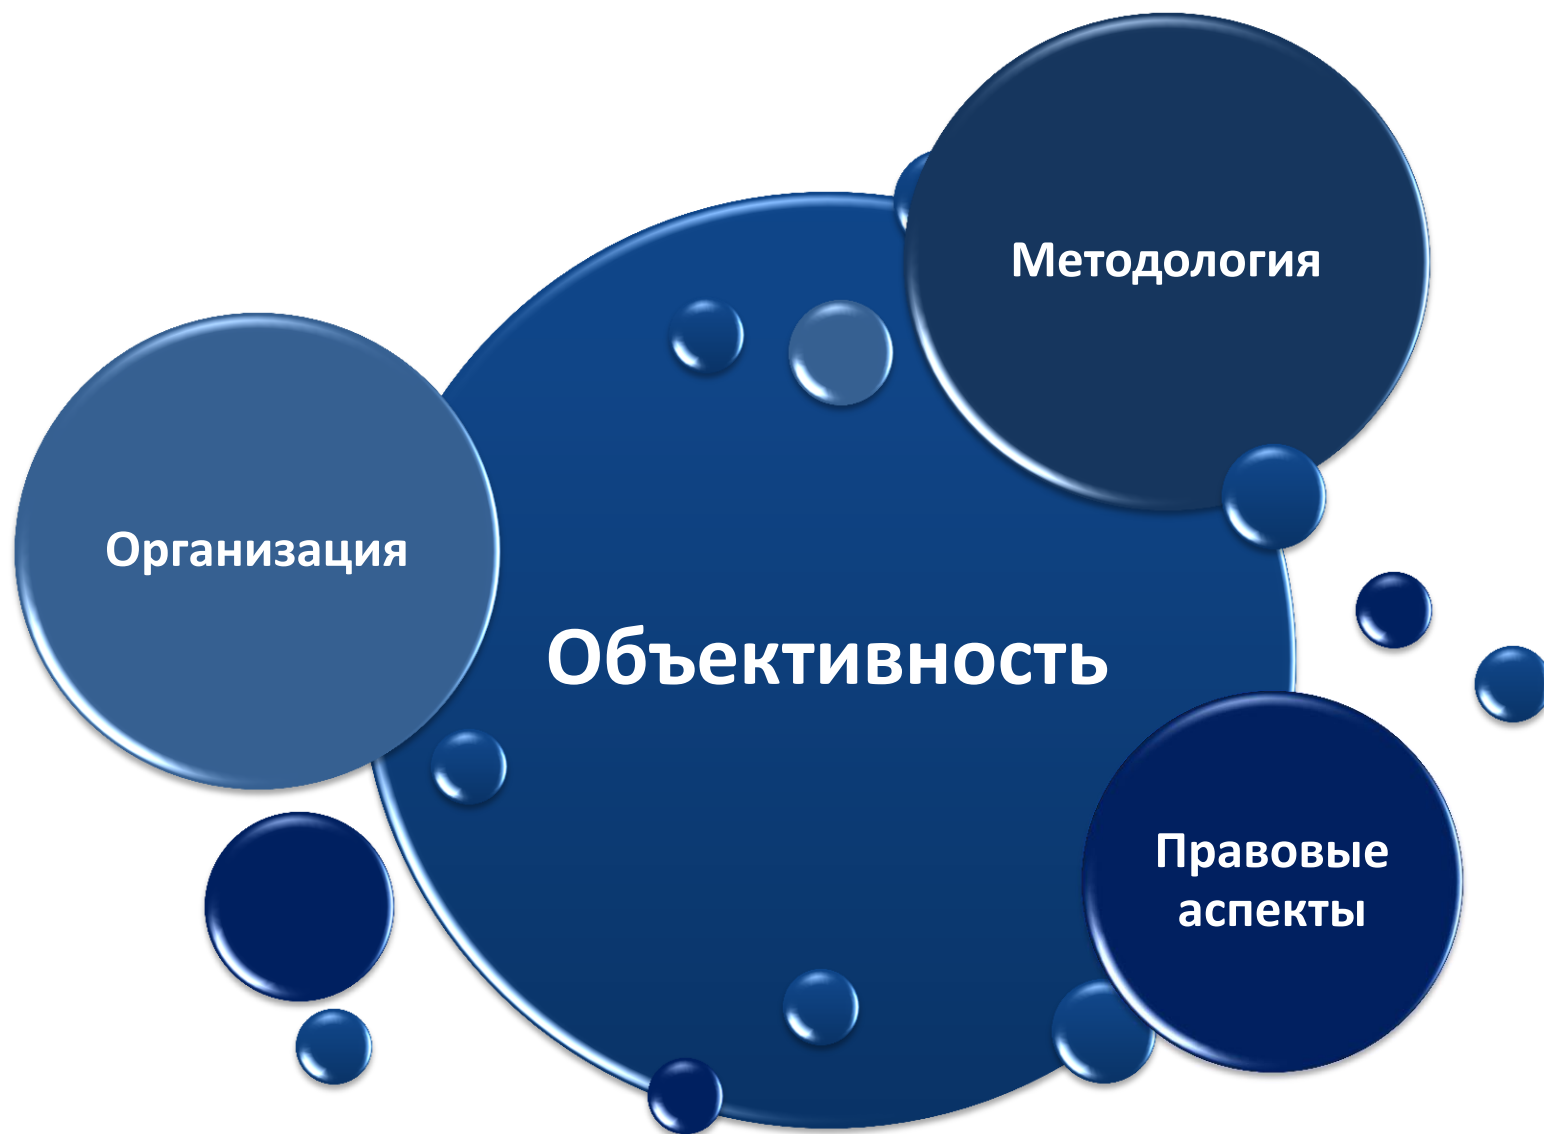 Методология
Организация
Объективность
Правовые
аспекты